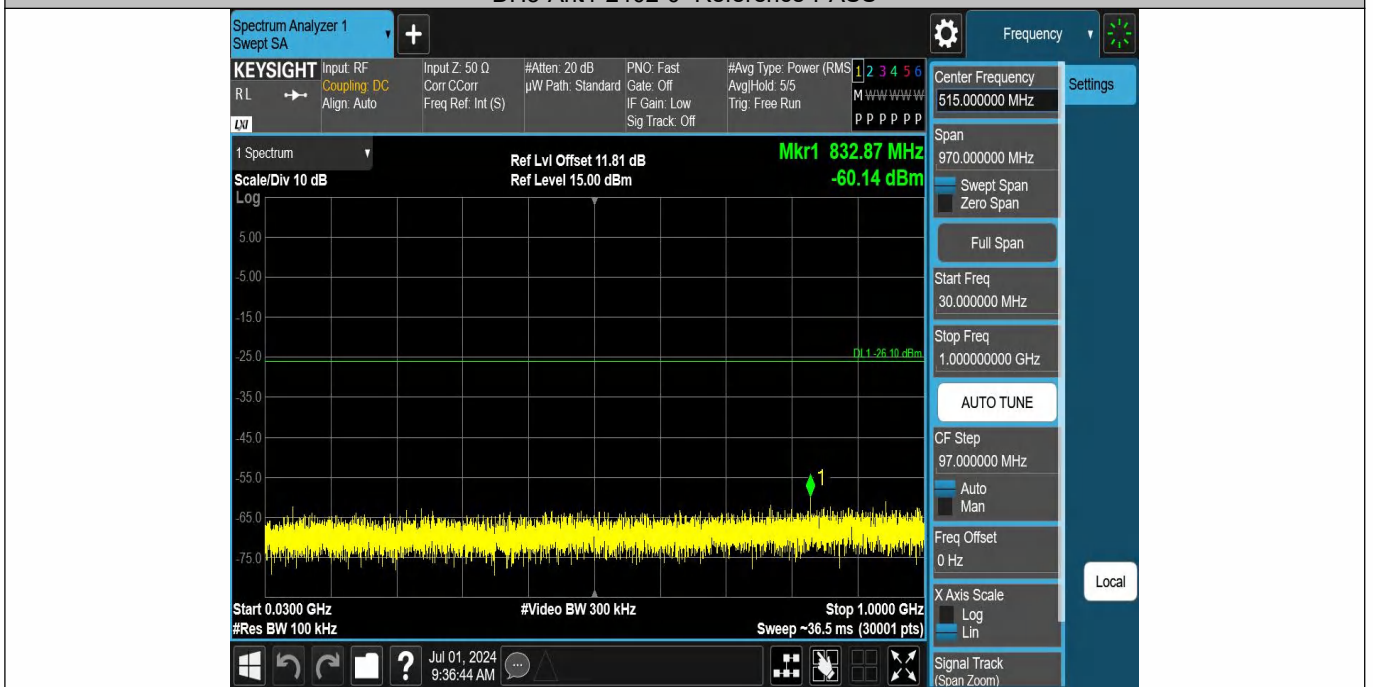 Spectrum Analyzer 1
Swept SA
Frequency
KEYSIGHT
RL
LXI
Input: RF
Coupling: DC
Align: Auto
Input Z: 50 Ω
Corr CCorr
Freq Ref: Int (S)
#Atten: 20 dB
µW Path: Standard
PNO: Fast
Gate: Off
IF Gain: Low
Sig Track: Off
#Avg Type: Power (RMS
Avg|Hold: 5/5
Trig: Free Run
1 2 3 4 5 6
M W W W W W
P P P P P P
1 Spectrum
Scale/Div 10 dB
Ref Lvl Offset 11.81 dB
Ref Level 15.00 dBm
Mkr1 832.87 MHz
-60.14 dBm
Log
5.00
-5.00
-15.0
-25.0
-35.0
-45.0
-55.0
-65.0
-75.0
DL1 -26.10 dBm
1
Start 0.0300 GHz
#Res BW 100 kHz
#Video BW 300 kHz
Stop 1.0000 GHz
Sweep ~36.5 ms (30001 pts)
Jul 01, 2024
9:36:44 AM
Center Frequency
515.000000 MHz
Settings
Span
970.000000 MHz
Swept Span
Zero Span
Full Span
Start Freq
30.000000 MHz
Stop Freq
1.000000000 GHz
AUTO TUNE
CF Step
97.000000 MHz
Auto
Man
Freq Offset
0 Hz
Local
X Axis Scale
Log
Lin
Signal Track
(Span Zoom)